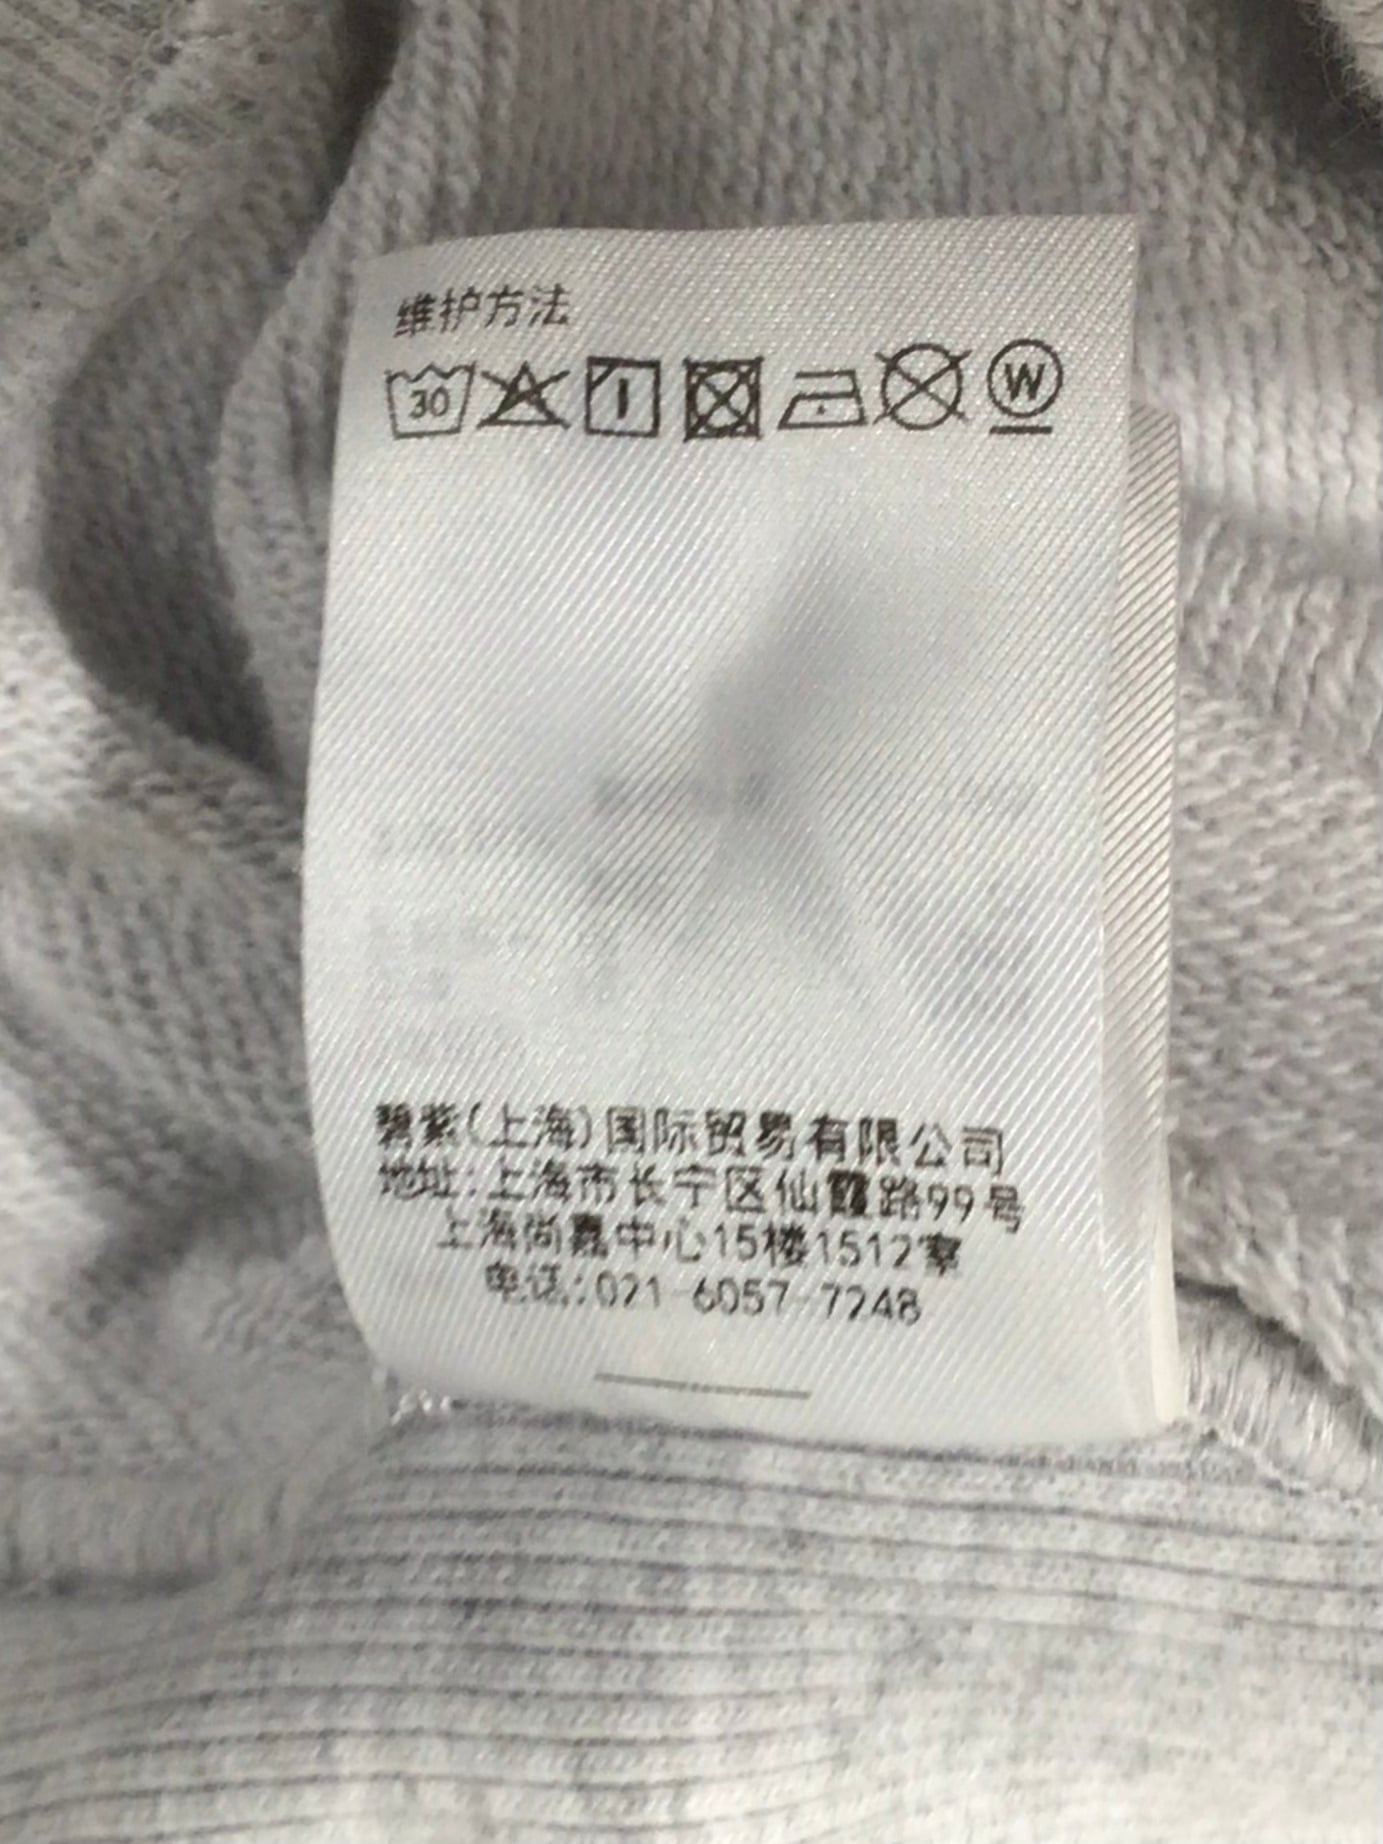 维护方法
30 W
碧紫(上海)国际贸易有限公司
地址:上海市长宁区仙霞路99号
上海尚嘉中心15楼1512室
电话:021-6057-7248